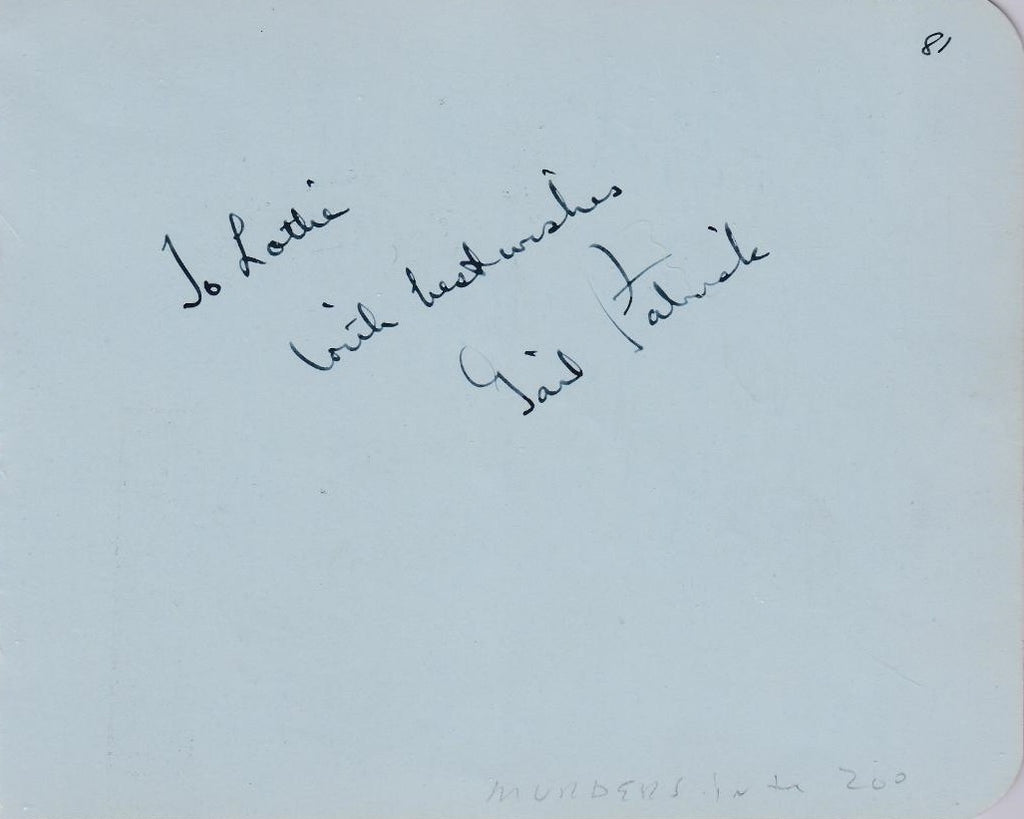 81
To Lottie
with best wishes
Gail Patrick
MURDERS in the ZOO